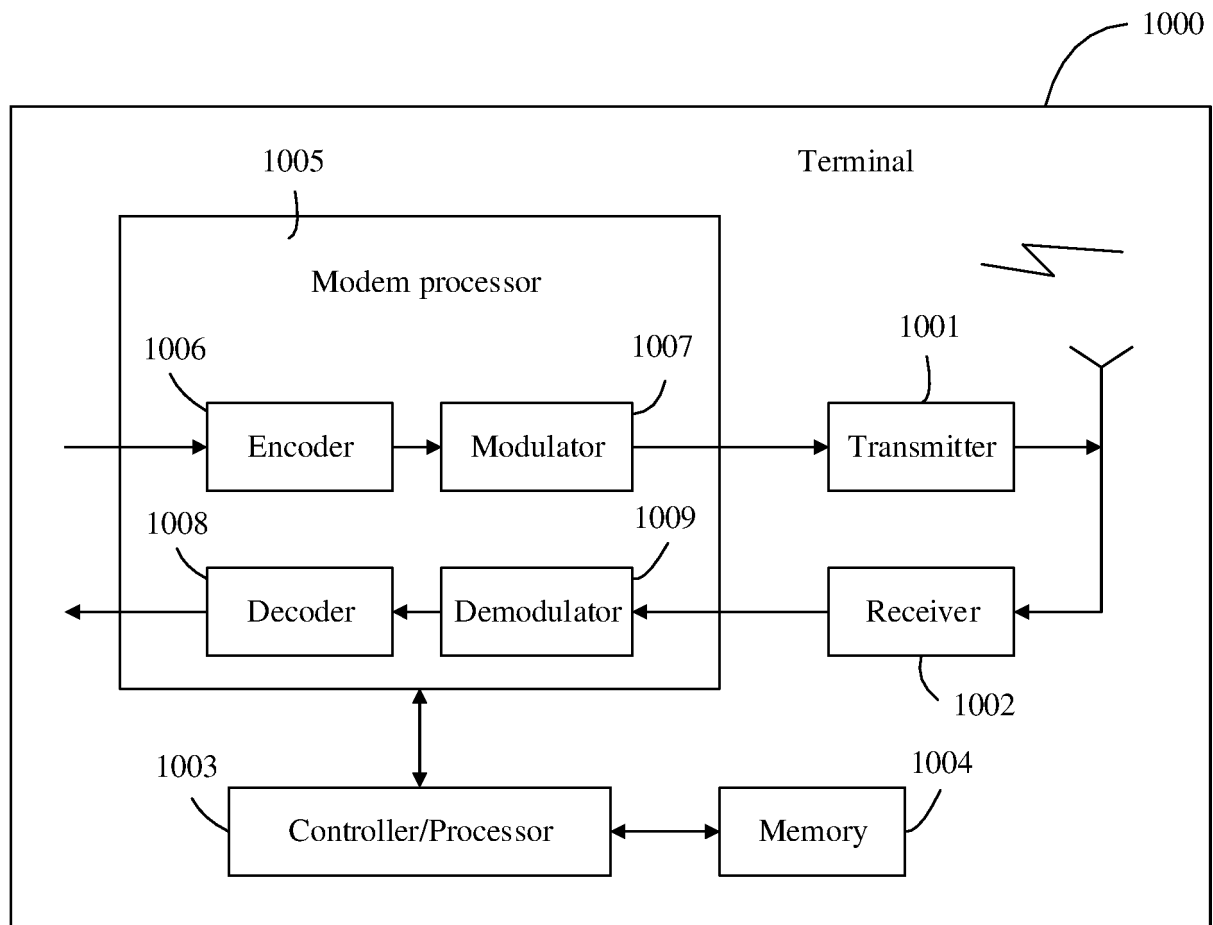 1000
1005
Terminal
Modem processor
1006
1007
1001
Encoder
Modulator
Transmitter
1008
1009
Decoder
Demodulator
Receiver
1002
1003
1004
Controller/Processor
Memory